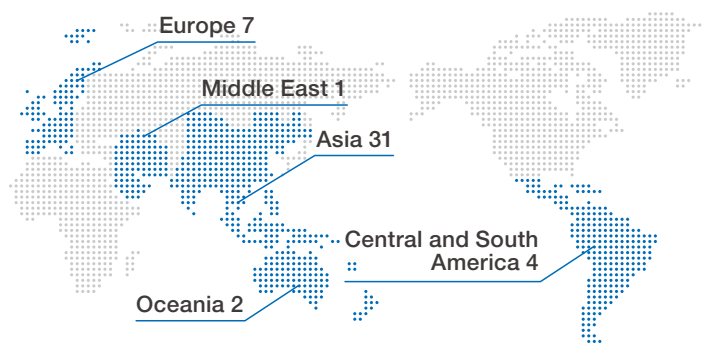 Europe 7
Middle East 1
Asia 31
Central and South
America 4
Oceania 2